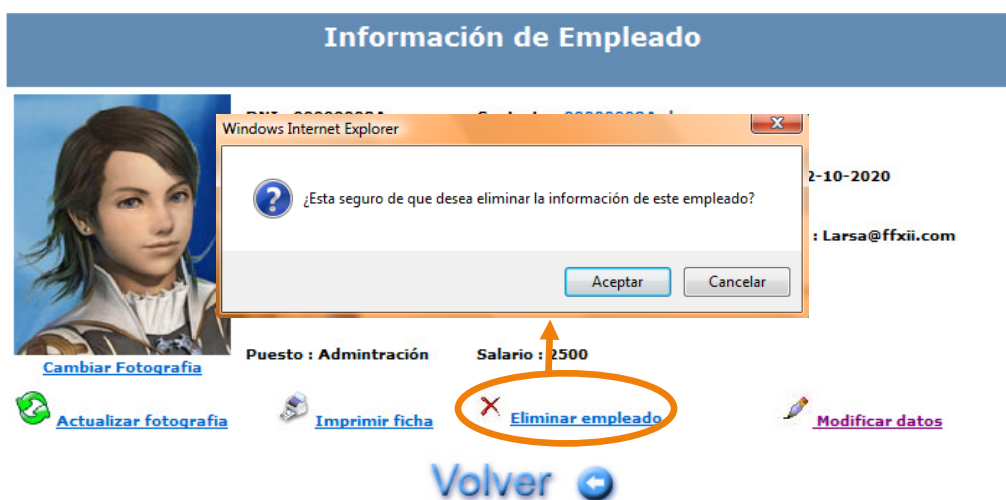 Información de Empleado
Windows Internet Explorer
¿Esta seguro de que desea eliminar la información de este empleado?
2-10-2020
: Larsa@ffxii.com
Aceptar Cancelar
Puesto : Admintración Salario : 2500
Cambiar Fotografia
Actualizar fotografia Imprimir ficha Eliminar empleado Modificar datos
Volver